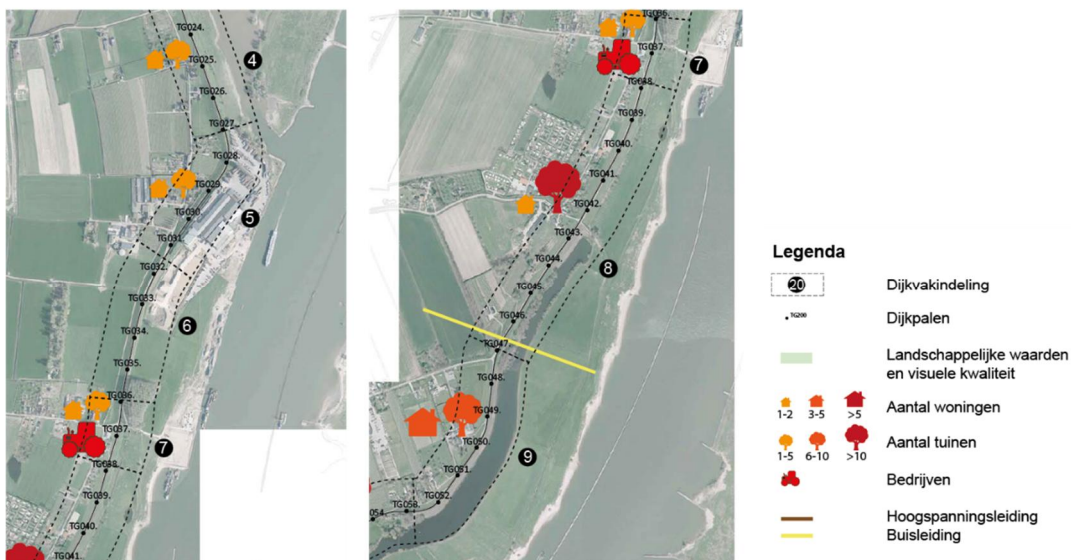 TG024.
4
TG025.
TG026.
TG027.
TG028.
TG029.
5
TG030.
TG031.
TG032.
TG033.
6
TG034.
TG035.
TG036.
TG037.
7
TG038.
TG039.
TG040.
TG041.
TG036.
TG037.
7
TG038.
TG039.
TG040.
TG041.
TG042.
TG043.
TG044.
8
TG045.
TG046.
TG047.
TG048.
TG049.
TG050.
9
TG051.
TG052.
TG053.
054.
Legenda
20
Dijkvakindeling
TG200
Dijkpalen
Landschappelijke waarden
en visuele kwaliteit
1-2 3-5 >5
Aantal woningen
1-5 6-10 >10
Aantal tuinen
Bedrijven
Hoogspanningsleiding
Buisleiding